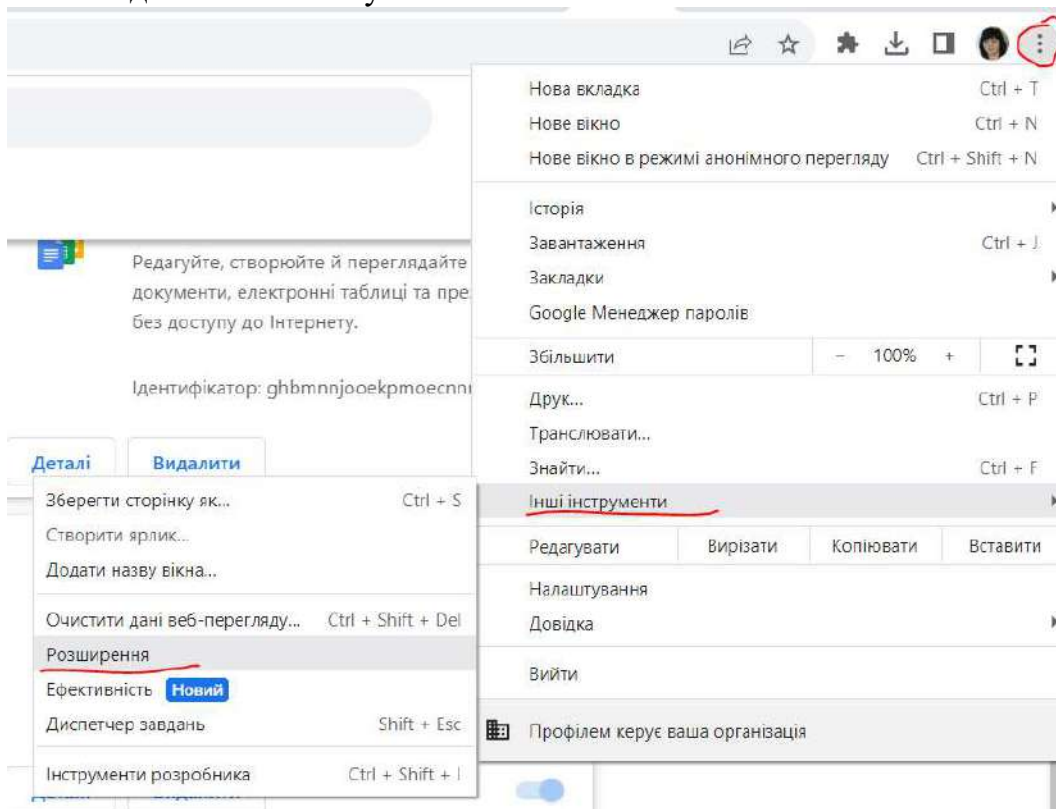 Нова вкладка Ctrl + T
Нове вікно Ctrl + N
Нове вікно в режимі анонімного перегляду Ctrl + Shift + N
Історія
Завантаження Ctrl + J
Закладки
Google Менеджер паролів
Збільшити - 100% +
Друк... Ctrl + P
Транслювати...
Знайти... Ctrl + F
Інші інструменти
Редагувати Вирізати Копіювати Вставити
Налаштування
Довідка
Вийти
Профілем керує ваша організація
Редагуйте, створюйте й переглядайте
документи, електронні таблиці та пре
без доступу до Інтернету.
Ідентифікатор: ghbmnnjooekpmoecnnn
Деталі Видалити
Зберегти сторінку як... Ctrl + S
Створити ярлик...
Додати назву вікна...
Очистити дані веб-перегляду... Ctrl + Shift + Del
Розширення
Ефективність Новий
Диспетчер завдань Shift + Esc
Інструменти розробника Ctrl + Shift + I